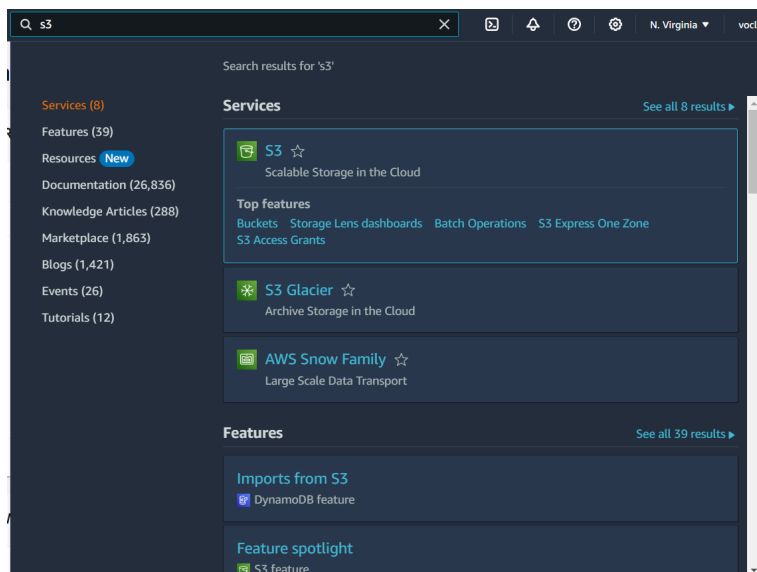 s3
N. Virginia
vocl
Search results for 's3'
Services (8)
Features (39)
Resources New
Documentation (26,836)
Knowledge Articles (288)
Marketplace (1,863)
Blogs (1,421)
Events (26)
Tutorials (12)
Services
See all 8 results
S3
Scalable Storage in the Cloud
Top features
Buckets Storage Lens dashboards Batch Operations S3 Express One Zone
S3 Access Grants
S3 Glacier
Archive Storage in the Cloud
AWS Snow Family
Large Scale Data Transport
Features
See all 39 results
Imports from S3
DynamoDB feature
Feature spotlight
S3 feature